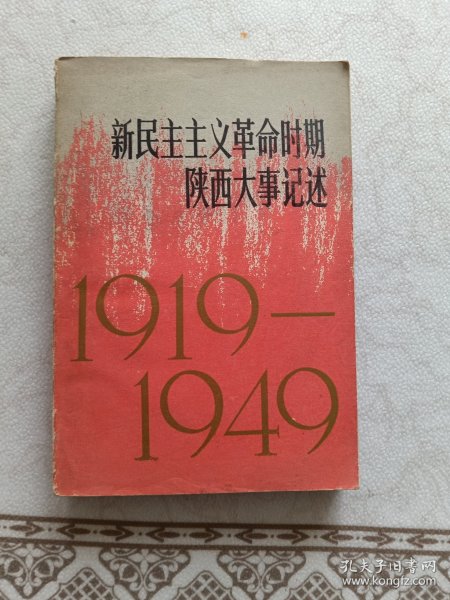 新民主主义革命时期
陕西大事记述
1919—
1949
孔夫子旧书网
www.kongfz.com